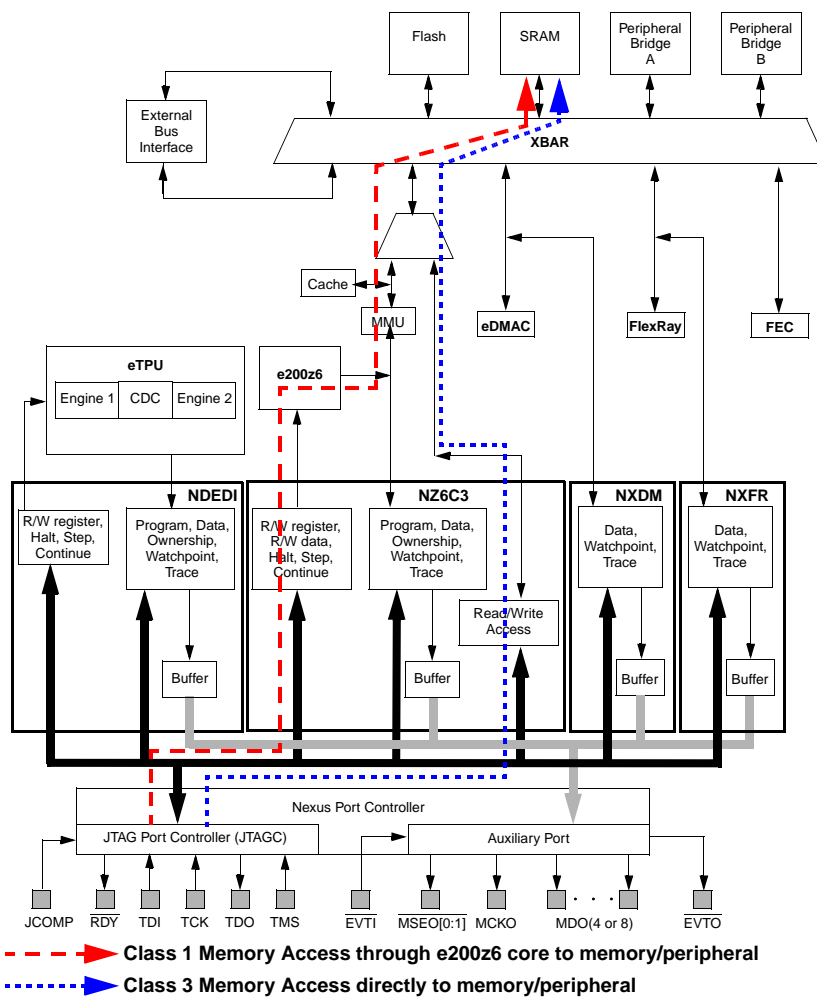 Flash
SRAM
Peripheral
Bridge
A
Peripheral
Bridge
B
External
Bus
Interface
XBAR
Cache
MMU
eDMAC
FlexRay
FEC
eTPU
Engine 1
CDC
Engine 2
e200z6
NDEDI
NZ6C3
NXDM
NXFR
R/W register,
Halt, Step,
Continue
Program, Data,
Ownership,
Watchpoint,
Trace
R/W register,
R/W data,
Halt, Step,
Continue
Program, Data,
Ownership,
Watchpoint,
Trace
Read/Write
Access
Data,
Watchpoint,
Trace
Data,
Watchpoint,
Trace
Buffer
Buffer
Buffer
Buffer
Nexus Port Controller
JTAG Port Controller (JTAGC)
Auxiliary Port
JCOMP
RDY
TDI
TCK
TDO
TMS
EVTI
MSEO[0:1]
MCKO
MDO(4 or 8)
EVTO
Class 1 Memory Access through e200z6 core to memory/peripheral
Class 3 Memory Access directly to memory/peripheral